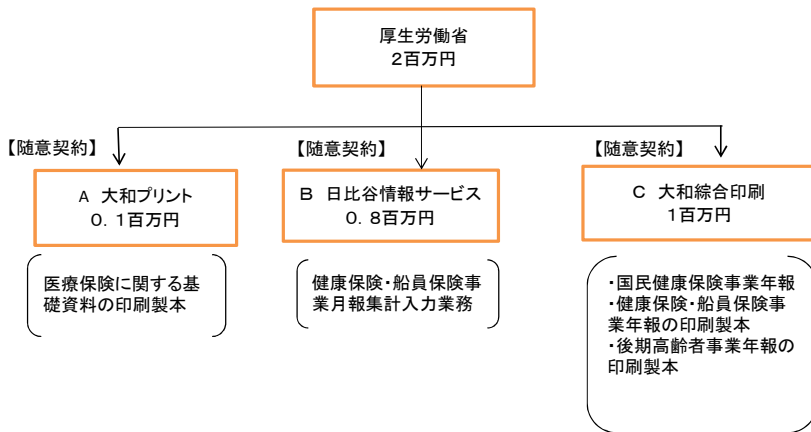 厚生労働省
２百万円
【随意契約】
【随意契約】
【随意契約】
A 大和プリント
０．１百万円
B 日比谷情報サービス
０．８百万円
C 大和綜合印刷
１百万円
医療保険に関する基
礎資料の印刷製本
健康保険・船員保険事
業月報集計入力業務
・国民健康保険事業年報
・健康保険・船員保険事
業年報の印刷製本
・後期高齢者事業年報の
印刷製本